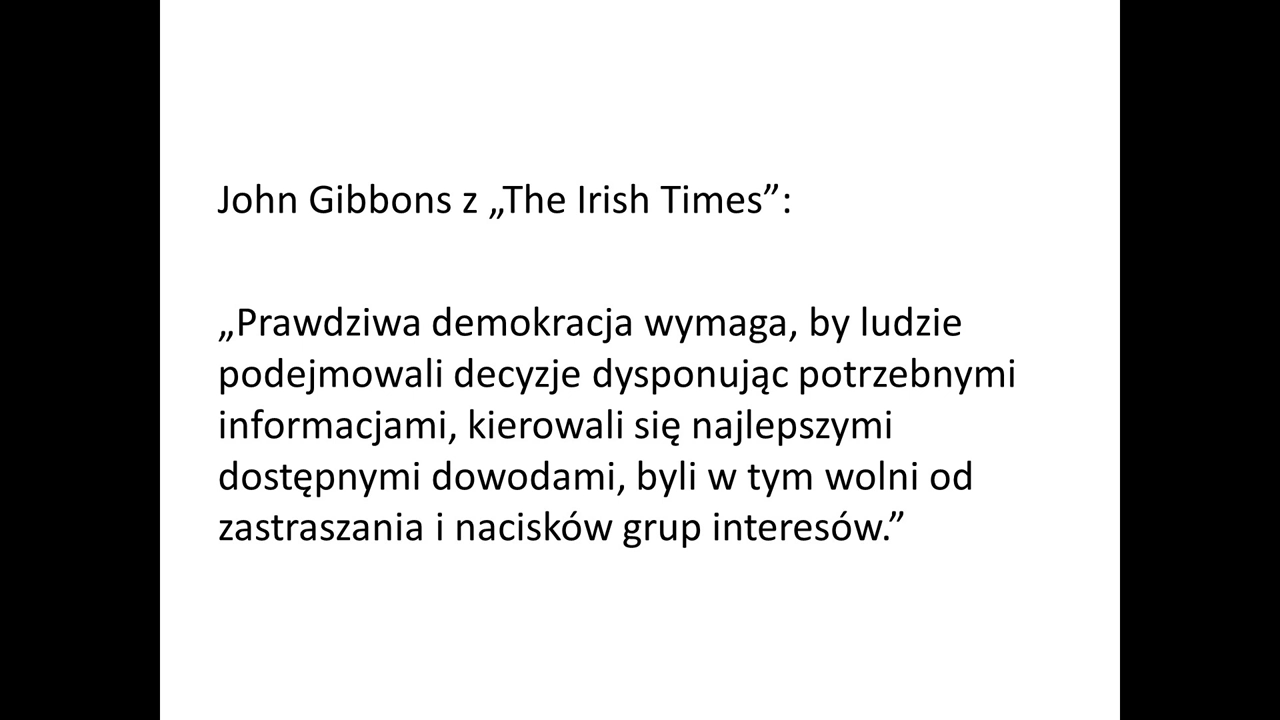 John Gibbons z „The Irish Times”:
„Prawdziwa demokracja wymaga, by ludzie
podejmowali decyzje dysponując potrzebnymi
informacjami, kierowali się najlepszymi
dostępnymi dowodami, byli w tym wolni od
zastraszania i nacisków grup interesów.”